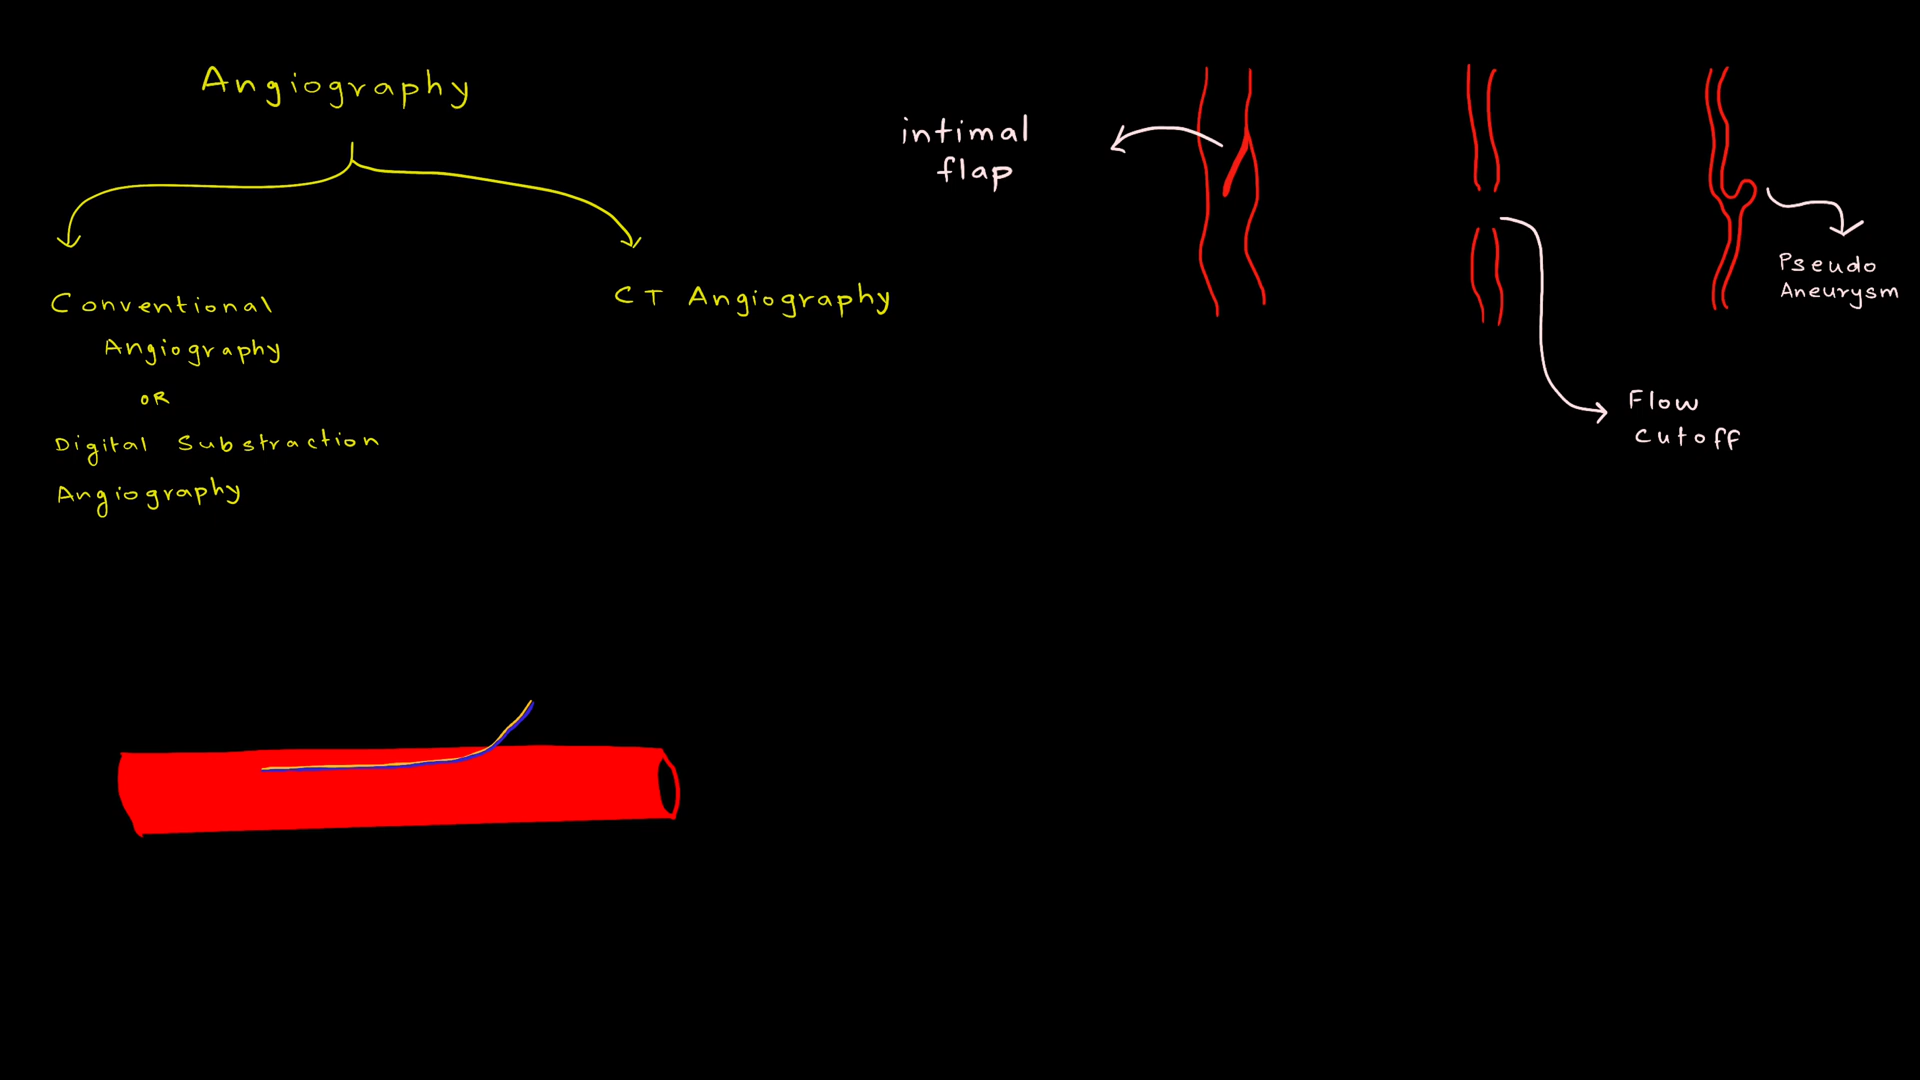 Angiography
Conventional
Angiography
OR
Digital Substraction
Angiography
CT Angiography
intimal
flap
Flow
cutoff
Pseudo
Aneurysm